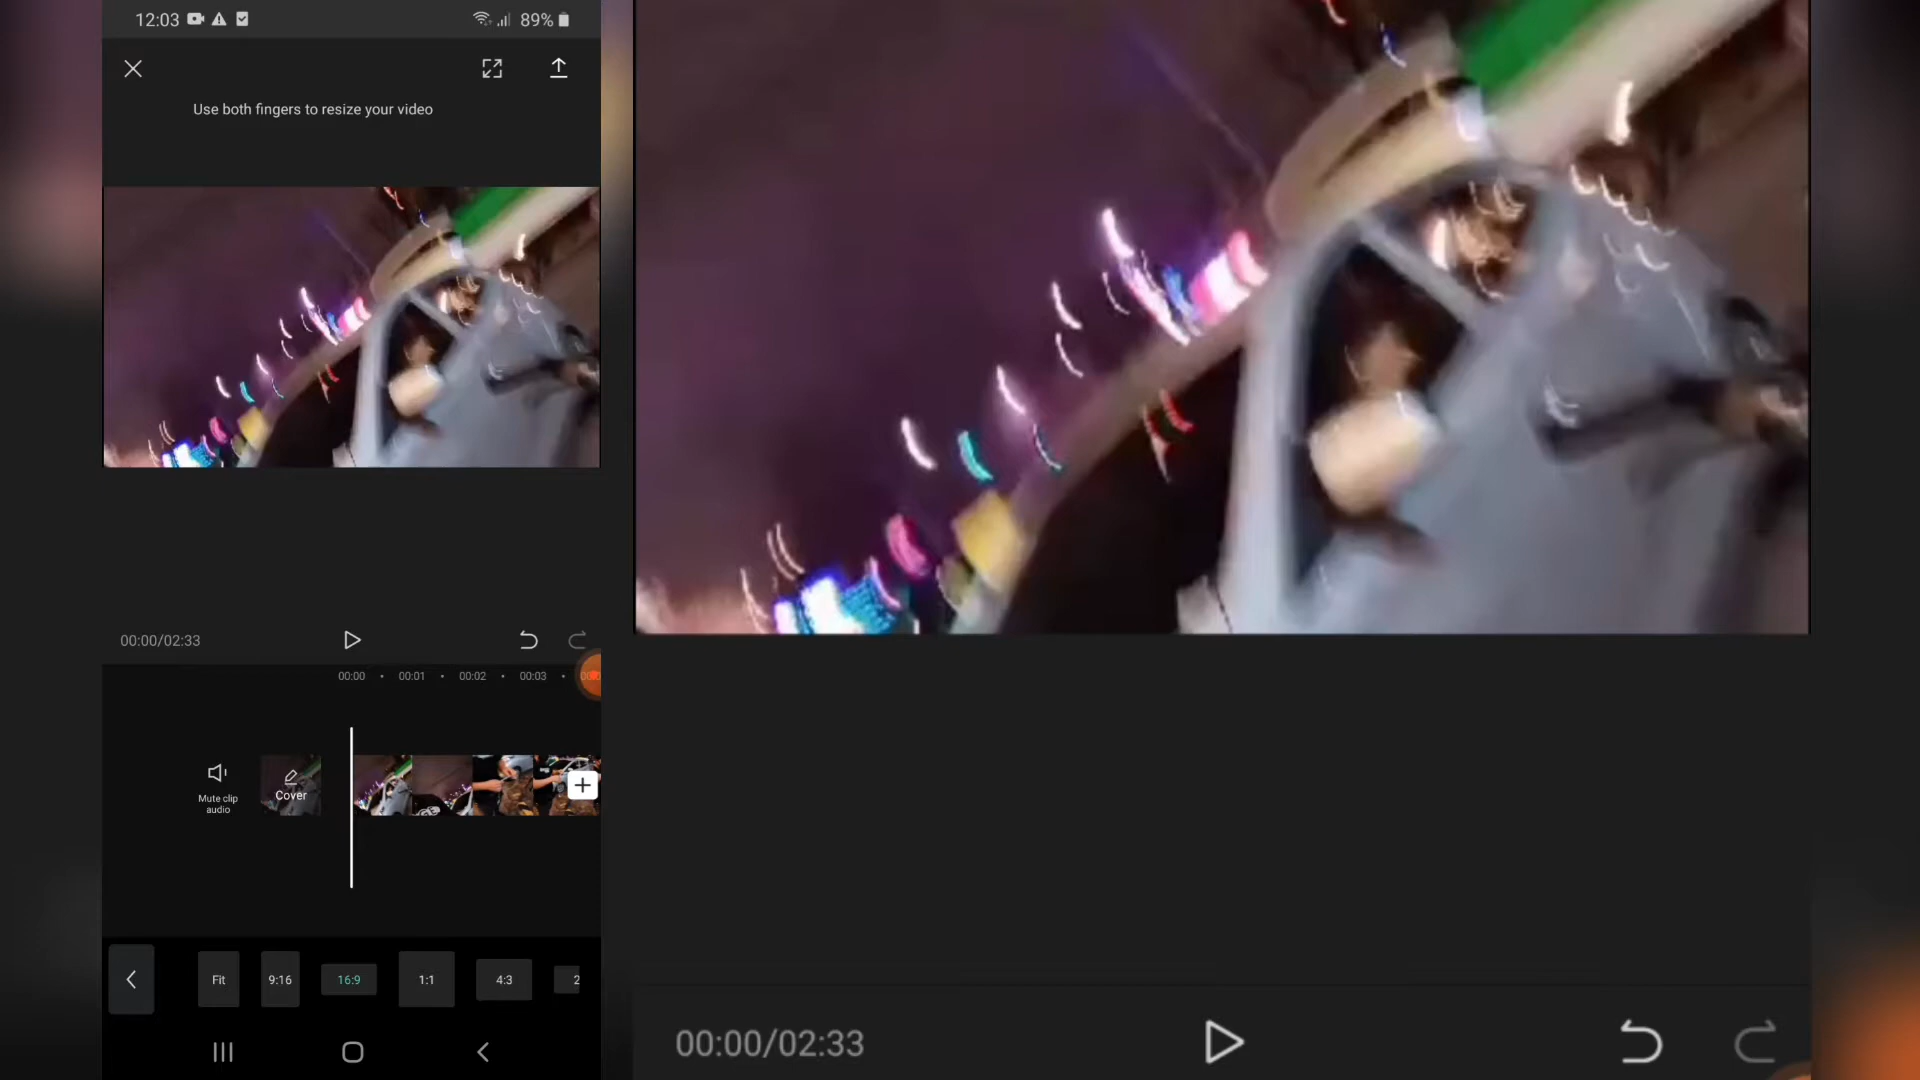 12:03
89%
Use both fingers to resize your video
00:00/02:33
00:00
00:01
00:02
00:03
Mute clip
audio
Cover
Fit
9:16
16:9
1:1
4:3
2
00:00/02:33